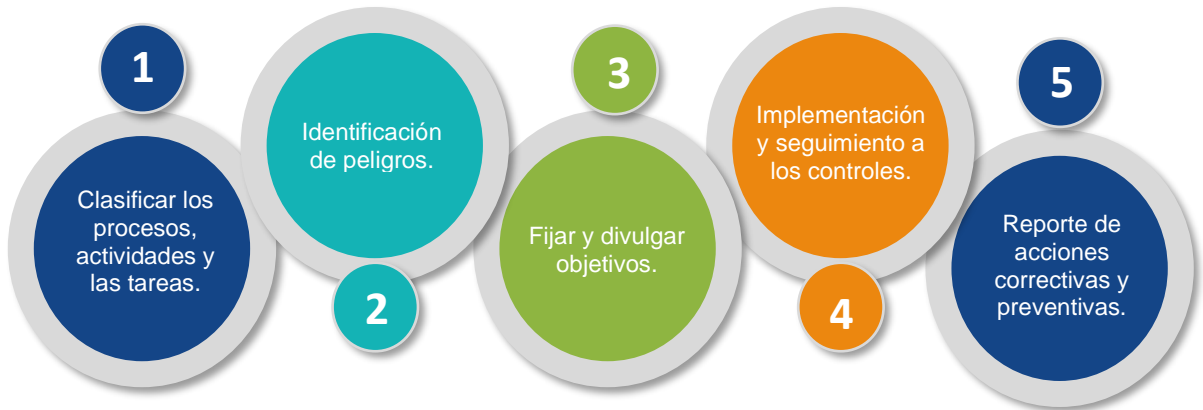 1
Clasificar los
procesos,
actividades y
las tareas.
Identificación
de peligros.
2
3
Fijar y divulgar
objetivos.
Implementación
y seguimiento a
los controles.
4
5
Reporte de
acciones
correctivas y
preventivas.